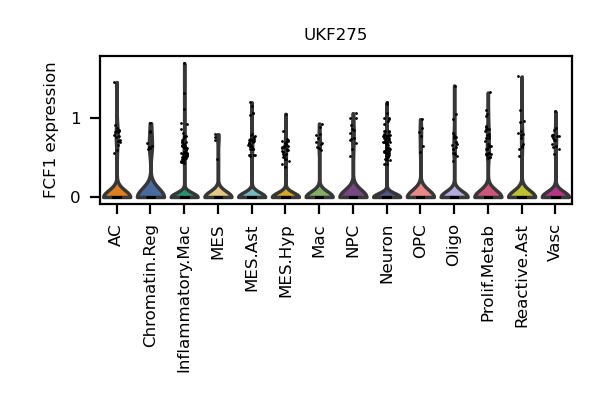 UKF275
FCF1 expression
1
0
AC
Chromatin.Reg
Inflammatory.Mac
MES
MES.Ast
MES.Hyp
Mac
NPC
Neuron
OPC
Oligo
Prolif.Metab
Reactive.Ast
Vasc